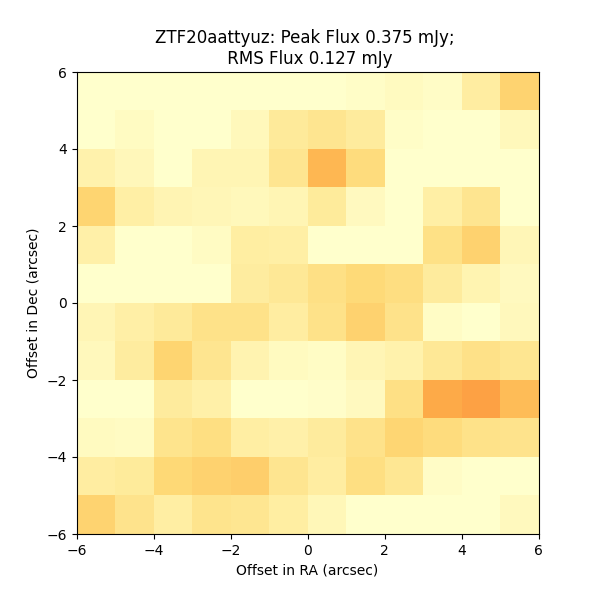 ZTF20aattyuz: Peak Flux 0.375 mJy;
RMS Flux 0.127 mJy
6
4
2
0
−2
−4
−6
Offset in Dec (arcsec)
−6 −4 −2 0 2 4 6
Offset in RA (arcsec)